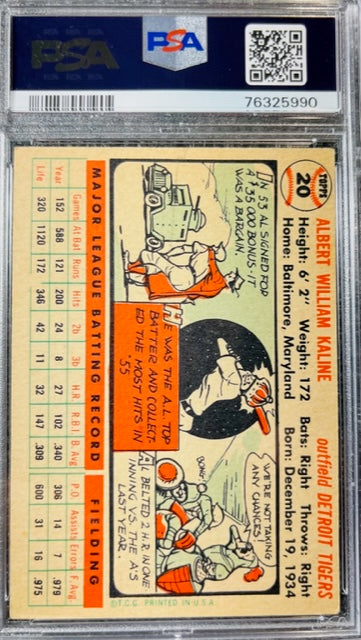 PSA
PSA
76325990
TOPPS
20
ALBERT WILLIAM KALINE outfield DETROIT TIGERS
Height: 6' 2" Weight: 172 Bats: Right Throws: Right
Home: Baltimore, Maryland Born: December 19, 1934
IN 53 AL SIGNED FOR
A $35,000 BONUS. IT
WAS A BARGAIN.
HE WAS THE A.L. TOP
BATTER AND COLLECT-
ED THE MOST HITS IN
'55
WE'RE NOT TAKING
ANY CHANCES!
BONG!
AL BELTED 2 H.R. IN ONE
INNING VS. THE A'S
LAST YEAR.
MAJOR LEAGUE BATTING RECORD FIELDING
Games At Bat Runs Hits 2b 3b H.R. R.B.I. B. Avg. P.O. Assists Errors F. Avg.
Year 152 588 121 200 24 8 27 102 .340 306 14 7 .979
Life 320 1120 172 346 42 11 32 147 .309 600 31 16 .975
© T.C.G. PRINTED IN U.S.A.